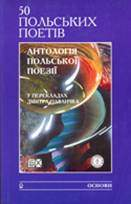 50
ПОЛЬСЬКИХ
ПОЕТІВ
АНТОЛОГІЯ
ПОЛЬСЬКОЇ
ПОЕЗІЇ
У ПЕРЕКЛАДАХ
ДМИТРА ПАВЛИЧКА
ОСНОВИ